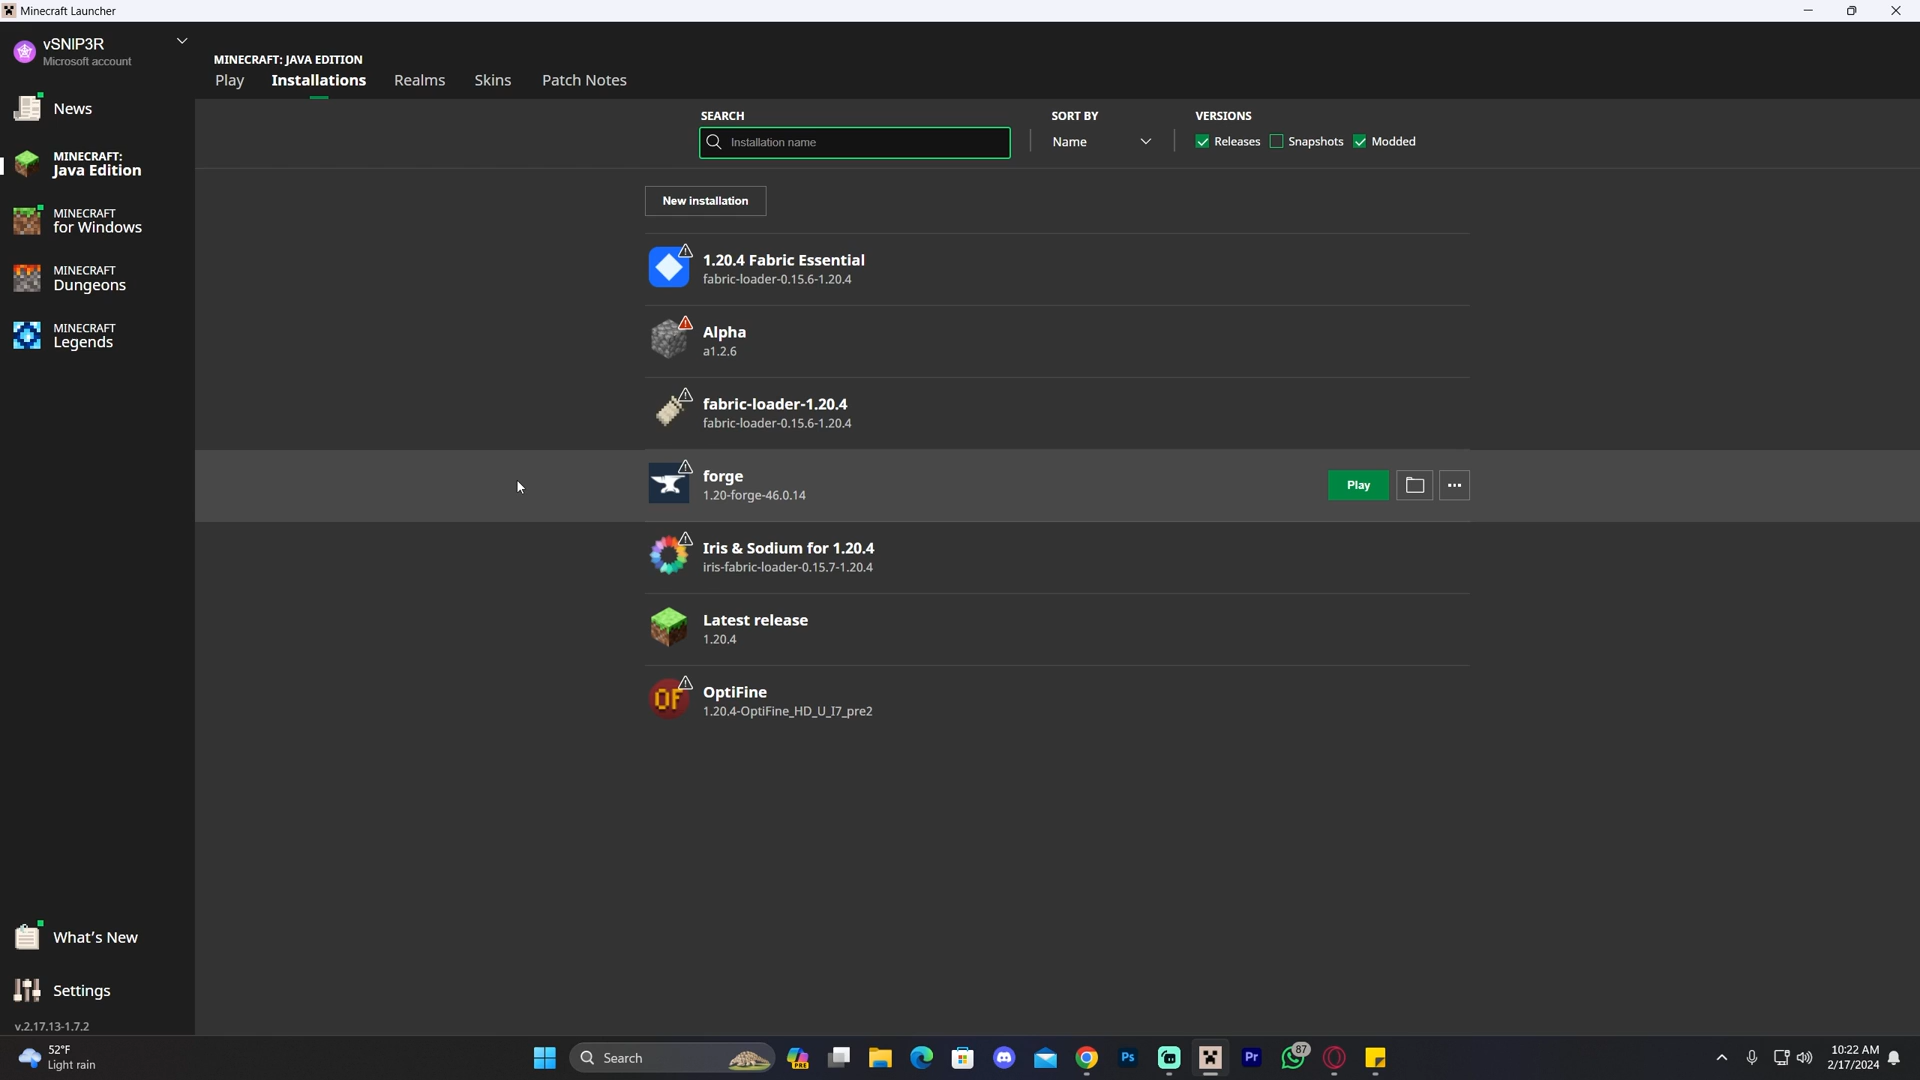 Minecraft Launcher
vSNIP3R
Microsoft account
News
MINECRAFT:
Java Edition
MINECRAFT
for Windows
MINECRAFT
Dungeons
MINECRAFT
Legends
What's New
Settings
v.2.17.13-1.7.2
MINECRAFT: JAVA EDITION
Play Installations Realms Skins Patch Notes
SEARCH SORT BY VERSIONS
Installation name Name Releases Snapshots Modded
New installation
1.20.4 Fabric Essential
fabric-loader-0.15.6-1.20.4
Alpha
a1.2.6
fabric-loader-1.20.4
fabric-loader-0.15.6-1.20.4
forge
1.20-forge-46.0.14
Play
Iris & Sodium for 1.20.4
iris-fabric-loader-0.15.7-1.20.4
Latest release
1.20.4
OF
OptiFine
1.20.4-OptiFine_HD_U_I7_pre2
52°F
Light rain
Search
PRE
Ps
Pr
87
10:22 AM
2/17/2024